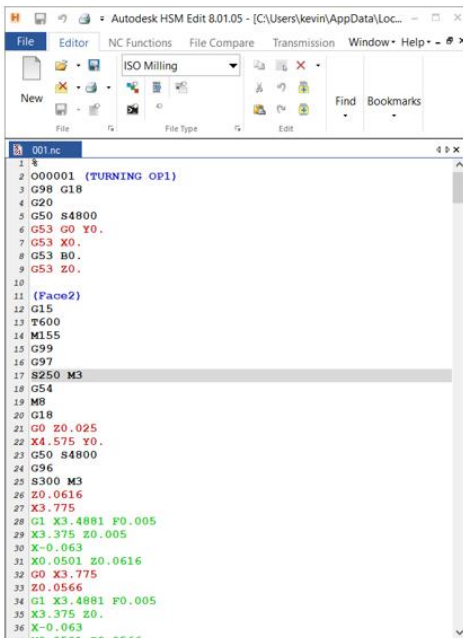 Autodesk HSM Edit 8.01.05 - [C:\Users\kevin\AppData\Loc...
File Editor NC Functions File Compare Transmission Window Help
New
ISO Milling
Find Bookmarks
File File Type Edit
001.nc
1 %
2 O00001 (TURNING OP1)
3 G98 G18
4 G20
5 G50 S4800
6 G53 G0 Y0.
7 G53 X0.
8 G53 B0.
9 G53 Z0.
10
11 (Face2)
12 G15
13 T600
14 M155
15 G99
16 G97
17 S250 M3
18 G54
19 M8
20 G18
21 G0 Z0.025
22 X4.575 Y0.
23 G50 S4800
24 G96
25 S300 M3
26 Z0.0616
27 X3.775
28 G1 X3.4881 F0.005
29 X3.375 Z0.005
30 X-0.063
31 X0.0501 Z0.0616
32 G0 X3.775
33 Z0.0566
34 G1 X3.4881 F0.005
35 X3.375 Z0.
36 X-0.063